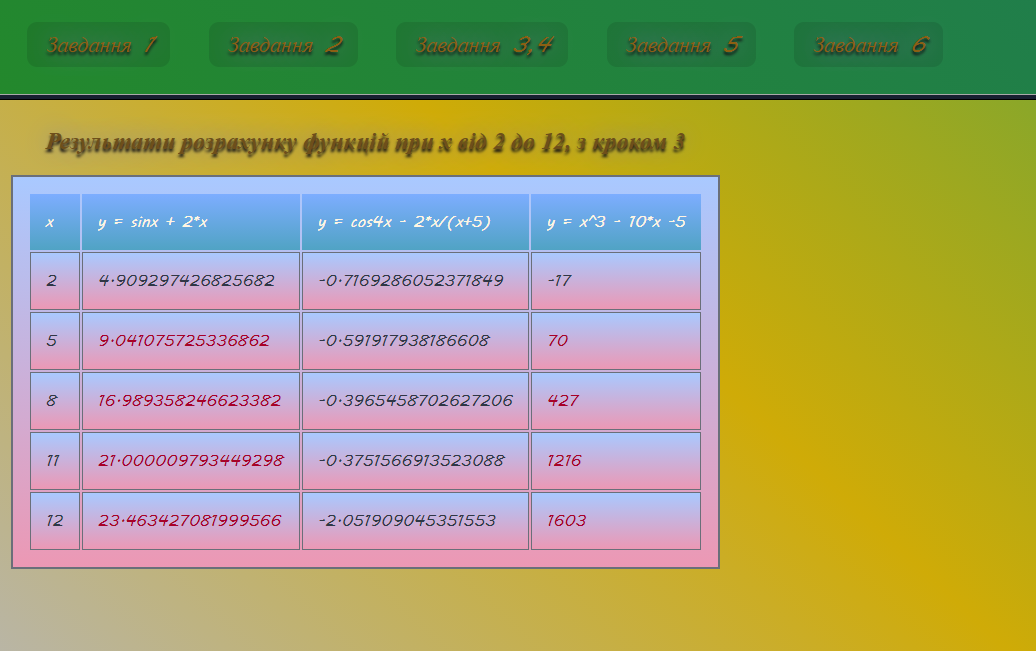 Завдання 1 Завдання 2 Завдання 3,4 Завдання 5 Завдання 6
Результати розрахунку функцій при x від 2 до 12, з кроком 3
x y = sinx + 2*x y = cos4x - 2*x/(x+5) y = x^3 - 10*x -5
2 4.909297426825682 -0.7169286052371849 -17
5 9.041075725336862 -0.591917938186608 70
8 16.989358246623382 -0.3965458702627206 427
11 21.000009793449298 -0.3751566913523088 1216
12 23.463427081999566 -2.051909045351553 1603